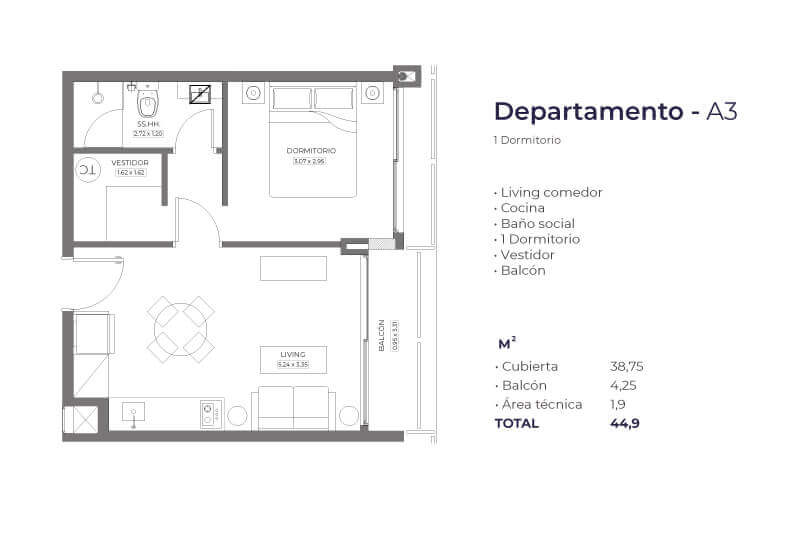 Departamento - A3
1 Dormitorio
• Living comedor
• Cocina
• Baño social
• 1 Dormitorio
• Vestidor
• Balcón
M²
• Cubierta 38,75
• Balcón 4,25
• Área técnica 1,9
TOTAL 44,9
SS.HH
2.72 x 1.20
VESTIDOR
1.62 x 1.62
TC
DORMITORIO
3.07 x 2.95
LIVING
5.24 x 3.35
BALCÓN
0.95 x 3.31